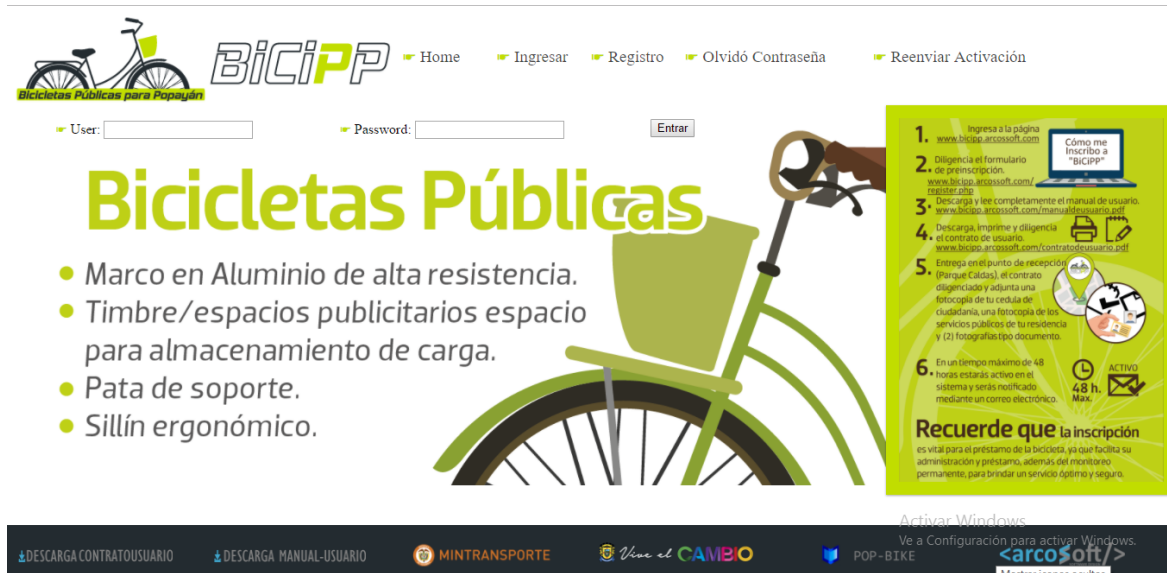 BiCiPP
Bicicletas Públicas para Popayán
Home
Ingresar
Registro
Olvidó Contraseña
Reenviar Activación
User:
Password:
Entrar
Bicicletas Públicas
Marco en Aluminio de alta resistencia.
Timbre/espacios publicitarios espacio
para almacenamiento de carga.
Pata de soporte.
Sillín ergonómico.
1. Ingresa a la página
www.bicipp.arcossoft.com
Cómo me
Inscribo a
"BiCiPP"
2. Diligencia el formulario
de preinscripción.
www.bicipp.arcossoft.com/
register.php
3. Descarga y lee completamente el manual de usuario.
www.bicipp.arcossoft.com/manualdeusuario.pdf
4. Descarga, imprime y diligencia
el contrato de usuario.
www.bicipp.arcossoft.com/contratodeusuario.pdf
5. Entrega en el punto de recepción
(Parque Caldas), el contrato
diligenciado y adjunta una
fotocopia de tu cedula de
ciudadanía, una fotocopia de los
servicios públicos de tu residencia
y (2) fotografías tipo documento.
6. En un tiempo máximo de 48
horas estarás activo en el
sistema y serás notificado
mediante un correo electrónico.
48 h.
Max.
ACTIVO
Recuerde que la inscripción
es vital para el préstamo de la bicicleta, ya que facilita su
administración y préstamo, además del monitoreo
permanente, para brindar un servicio óptimo y seguro.
Activar Windows
Ve a Configuración para activar Windows.
DESCARGA CONTRATOUSUARIO
DESCARGA MANUAL-USUARIO
MINTRANSPORTE
Vive el CAMBIO
POP-BIKE
<arcosoft/>